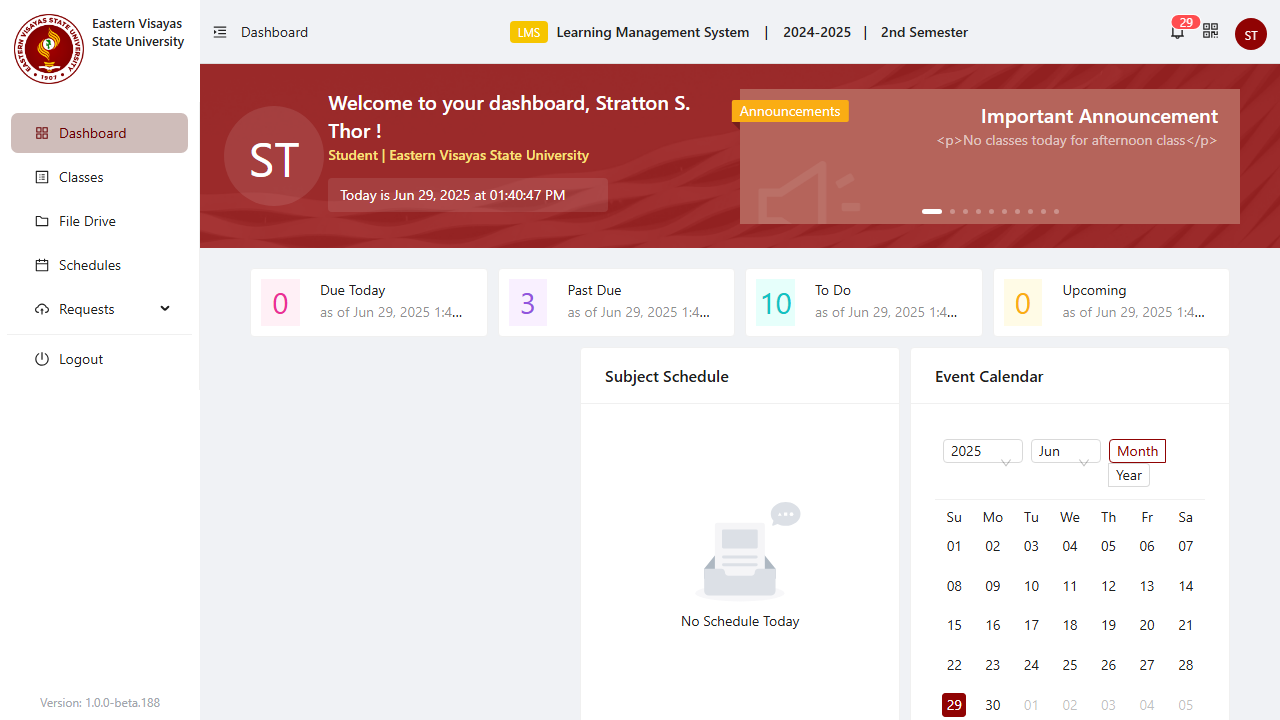 Eastern Visayas
State University
EASTERN VISAYAS STATE UNIVERSITY
• 1907 •
Dashboard
Classes
File Drive
Schedules
Requests
Logout
Version: 1.0.0-beta.188
Dashboard
LMS Learning Management System | 2024-2025 | 2nd Semester
29
ST
ST
Welcome to your dashboard, Stratton S.
Thor !
Student | Eastern Visayas State University
Today is Jun 29, 2025 at 01:40:47 PM
Announcements
Important Announcement
<p>No classes today for afternoon class</p>
0
Due Today
as of Jun 29, 2025 1:4...
3
Past Due
as of Jun 29, 2025 1:4...
10
To Do
as of Jun 29, 2025 1:4...
0
Upcoming
as of Jun 29, 2025 1:4...
Subject Schedule
No Schedule Today
Event Calendar
2025 Jun Month
Year
Su Mo Tu We Th Fr Sa
01 02 03 04 05 06 07
08 09 10 11 12 13 14
15 16 17 18 19 20 21
22 23 24 25 26 27 28
29 30 01 02 03 04 05